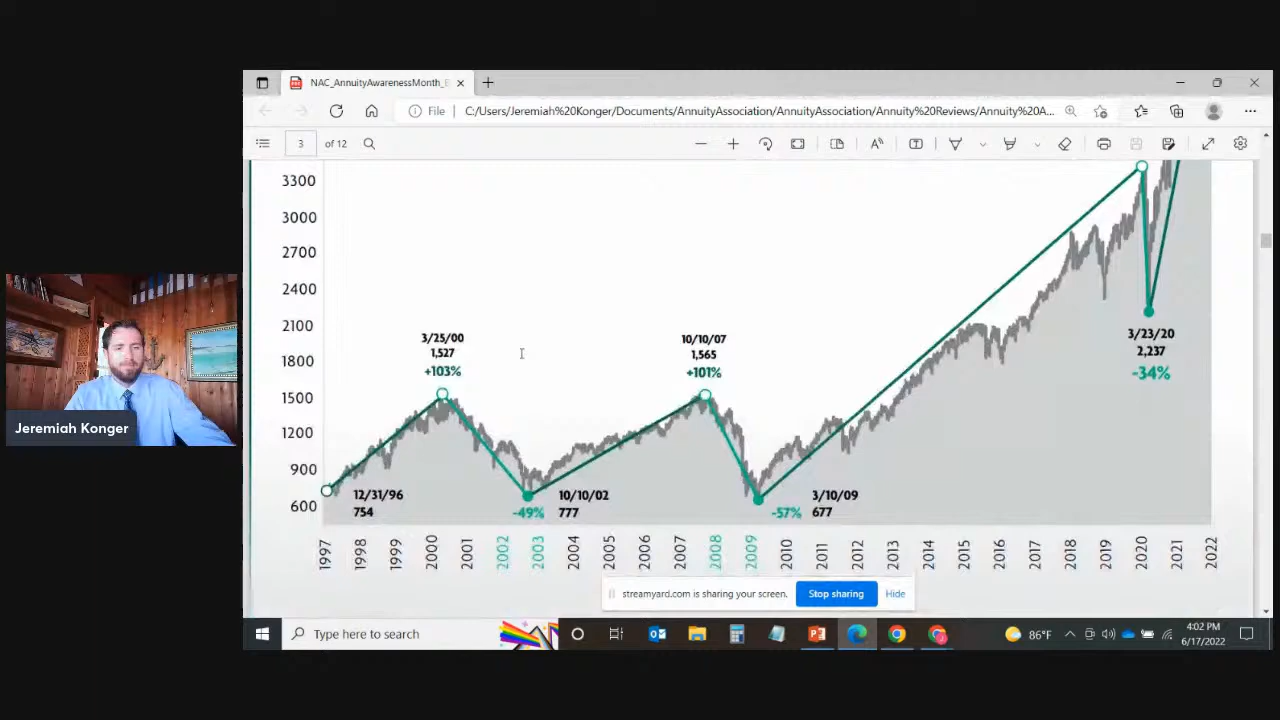 NAC_AnnuityAwarenessMonth_E
File
C:/Users/Jeremiah%20Konger/Documents/AnnuityAssociation/AnnuityAssociation/Annuity%20Reviews/Annuity%20A...
3 of 12
3300
3000
2700
2400
2100
1800
1500
1200
900
600
3/25/00
1,527
+103%
10/10/07
1,565
+101%
3/23/20
2,237
-34%
12/31/96
754
-49%
10/10/02
777
-57%
3/10/09
677
1997 1998 1999 2000 2001 2002 2003 2004 2005 2006 2007 2008 2009 2010 2011 2012 2013 2014 2015 2016 2017 2018 2019 2020 2021 2022
Jeremiah Konger
streamyard.com is sharing your screen. Stop sharing Hide
Type here to search
86°F
4:02 PM
6/17/2022